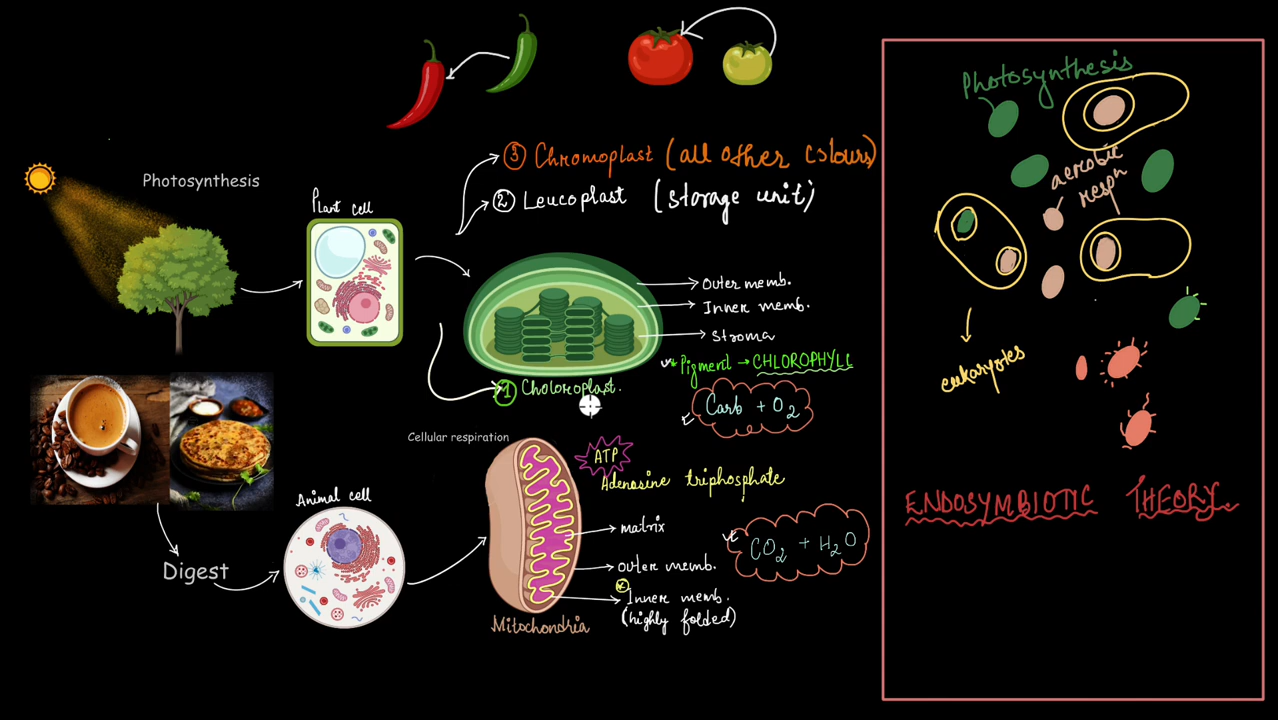 Photosynthesis
③ Chromoplast (all other colours)
② Leucoplast (storage unit)
Plant cell
Outer memb.
Inner memb.
Stroma
* Pigment → CHLOROPHYLL
① Choloroplast.
Carb + O2
Cellular respiration
ATP
Adenosine triphosphate
Animal cell
matrix
CO2 + H2O
outer memb.
Digest
* Inner memb.
(highly folded)
Mitochondria
Photosynthesis
aerobic
respn
eukaryotes
ENDOSYMBIOTIC THEORY